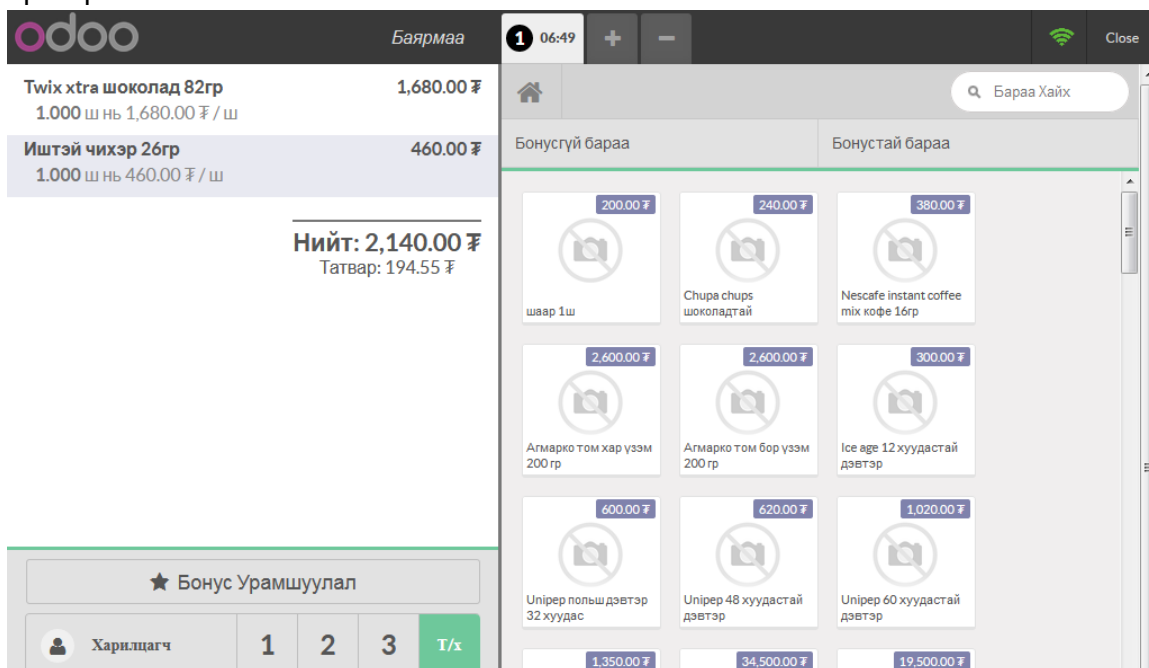 odoo
Баярмаа
1 06:49
+
−
Close
Twix xtra шоколад 82гр 1,680.00 ₮
1.000 ш нь 1,680.00 ₮ / ш
Иштэй чихэр 26гр 460.00 ₮
1.000 ш нь 460.00 ₮ / ш
Нийт: 2,140.00 ₮
Татвар: 194.55 ₮
Бонус Урамшуулал
Харилцагч
1 2 3 Т/х
Бараа Хайх
Бонусгүй бараа Бонустай бараа
200.00 ₮
шаар 1ш
240.00 ₮
Chupa chups
шоколадтай
380.00 ₮
Nescafe instant coffee
mix кофе 16гр
2,600.00 ₮
Агмарко том хар үзэм
200 гр
2,600.00 ₮
Агмарко том бор үзэм
200 гр
300.00 ₮
Ice age 12 хуудастай
дэвтэр
600.00 ₮
Unipep польш дэвтэр
32 хуудас
620.00 ₮
Unipep 48 хуудастай
дэвтэр
1,020.00 ₮
Unipep 60 хуудастай
дэвтэр
1,350.00 ₮
34,500.00 ₮
19,500.00 ₮